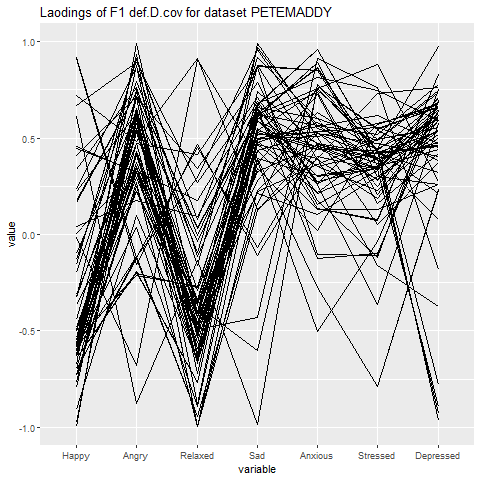 Laodings of F1 def.D.cov for dataset PETEMADDY
1.0
0.5
0.0
-0.5
-1.0
value
Happy Angry Relaxed Sad Anxious Stressed Depressed
variable